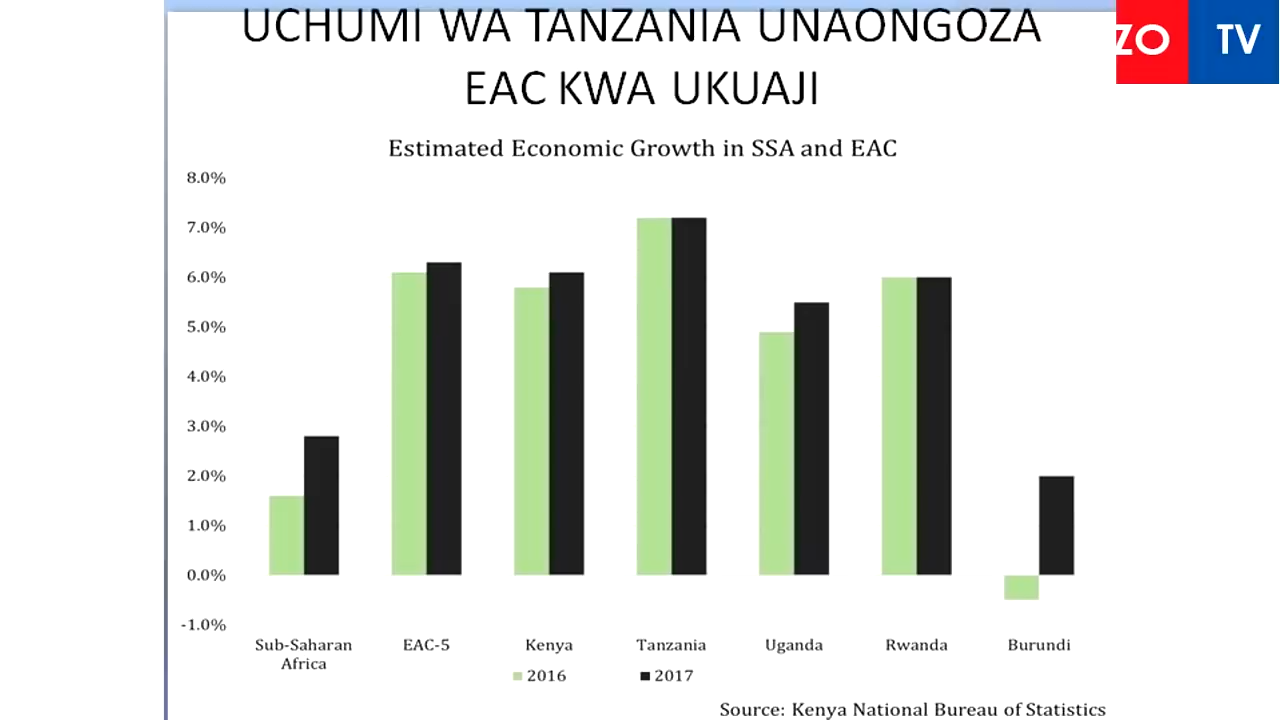 UCHUMI WA TANZANIA UNAONGOZA
EAC KWA UKUAJI
ZO TV
Estimated Economic Growth in SSA and EAC
8.0%
7.0%
6.0%
5.0%
4.0%
3.0%
2.0%
1.0%
0.0%
-1.0%
Sub-Saharan Africa
EAC-5
Kenya
Tanzania
Uganda
Rwanda
Burundi
2016
2017
Source: Kenya National Bureau of Statistics